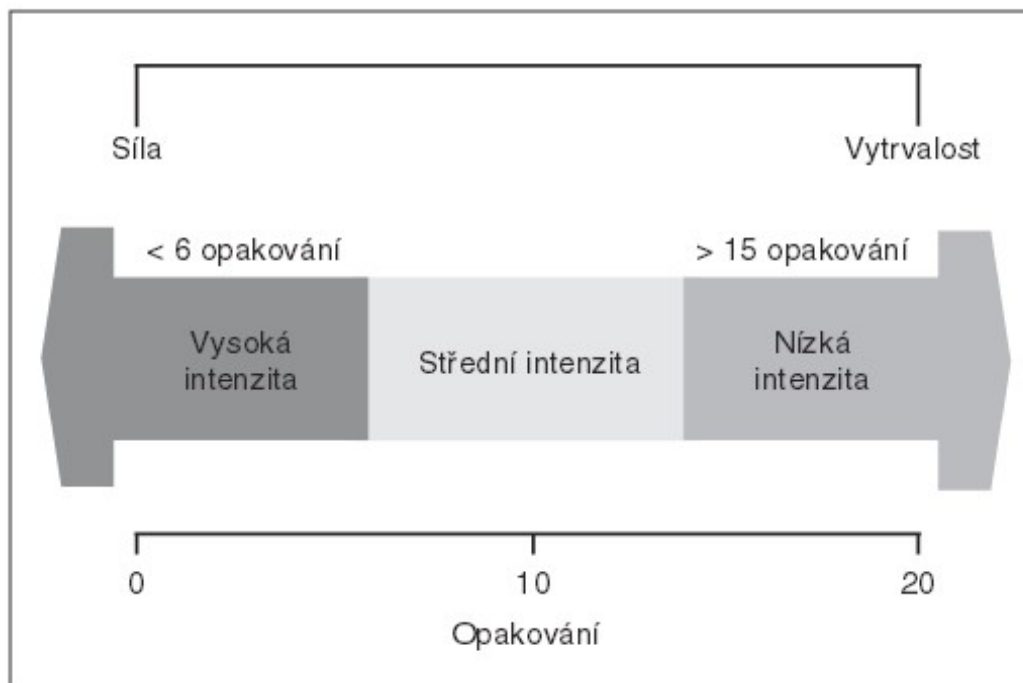 Síla
Vytrvalost
< 6 opakování
> 15 opakování
Vysoká
intenzita
Střední intenzita
Nízká
intenzita
0
10
20
Opakování